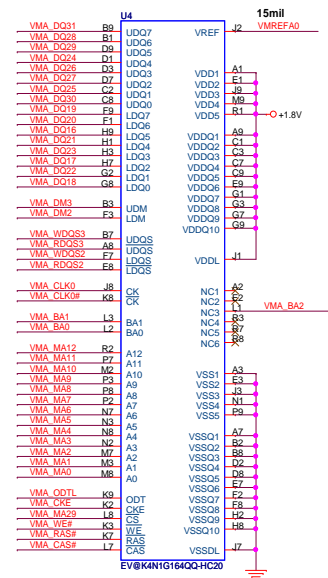 U4
15mil
VMA_DQ31 B9 UDQ7 VREF J2 VMREFA0
VMA_DQ28 B1 UDQ6
VMA_DQ29 D9 UDQ5
VMA_DQ24 D1 UDQ4 VDD1 A1
VMA_DQ26 D3 UDQ3 VDD2 E1
VMA_DQ27 D7 UDQ2 VDD3 J9
VMA_DQ25 C2 UDQ1 VDD4 M9
VMA_DQ30 C8 UDQ0 VDD5 R1 +1.8V
VMA_DQ19 F9 LDQ7
VMA_DQ20 F1 LDQ6 VDDQ1 A9
VMA_DQ16 H9 LDQ5 VDDQ2 C1
VMA_DQ21 H1 LDQ4 VDDQ3 C3
VMA_DQ23 H3 LDQ3 VDDQ4 C7
VMA_DQ17 H7 LDQ2 VDDQ5 C9
VMA_DQ22 G2 LDQ1 VDDQ6 E9
VMA_DQ18 G8 LDQ0 VDDQ7 G1
VDDQ8 G3
VMA_DM3 B3 UDM VDDQ9 G7
VMA_DM2 F3 LDM VDDQ10 G9
VMA_WDQS3 B7 UDQS
VMA_RDQS3 A8 UDQS VDDL J1
VMA_WDQS2 F7 LDQS
VMA_RDQS2 E8 LDQS
VMA_CLK0 J8 CK NC1 A2
VMA_CLK0# K8 CK NC2 E2
NC3 L1 VMA_BA2
VMA_BA1 L3 BA1 NC4 R3
VMA_BA0 L2 BA0 NC5 R7
NC6 R8
VMA_MA12 R2 A12
VMA_MA11 P7 A11
VMA_MA10 M2 A10 VSS1 A3
VMA_MA9 P3 A9 VSS2 E3
VMA_MA8 P8 A8 VSS3 J3
VMA_MA7 P2 A7 VSS4 N1
VMA_MA6 N7 A6 VSS5 P9
VMA_MA5 N3 A5
VMA_MA4 N8 A4 VSSQ1 A7
VMA_MA3 N2 A3 VSSQ2 B2
VMA_MA2 M7 A2 VSSQ3 B8
VMA_MA1 M3 A1 VSSQ4 D2
VMA_MA0 M8 A0 VSSQ5 D8
VSSQ6 E7
VMA_ODTL K9 ODT VSSQ7 F2
VMA_CKE K2 CKE VSSQ8 F8
VMA_MA29 L8 CS VSSQ9 H2
VMA_WE# K3 WE VSSQ10 H8
VMA_RAS# K7 RAS
VMA_CAS# L7 CAS VSSDL J7
EV@K4N1G164QQ-HC20